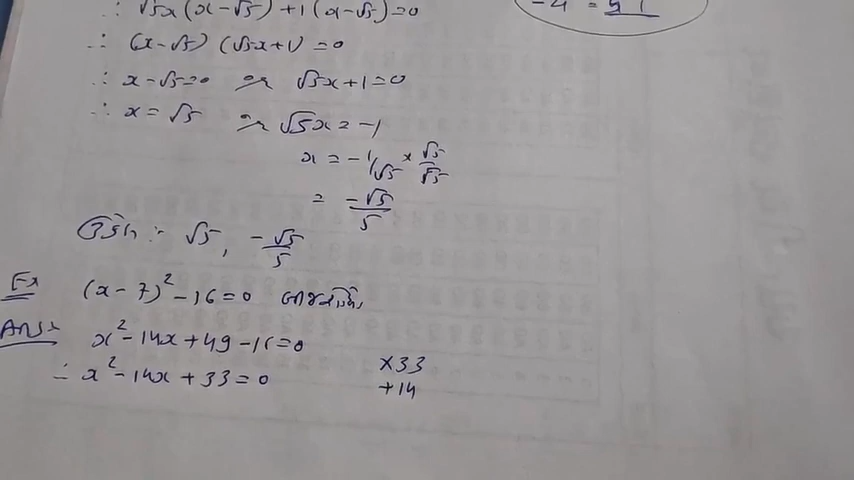 ∴ √5x(x-√5)+1(x-√5)=0
∴ (x-√5)(√5x+1)=0
∴ x-√5=0 or √5x+1=0
∴ x=√5 or √5x=-1
x = -1/√5 × √5/√5
= -√5/5
√5, -√5/5
Ex (x-7)²-16=0
Ans: x²-14x+49-16=0
∴ x²-14x+33=0
×33
+14